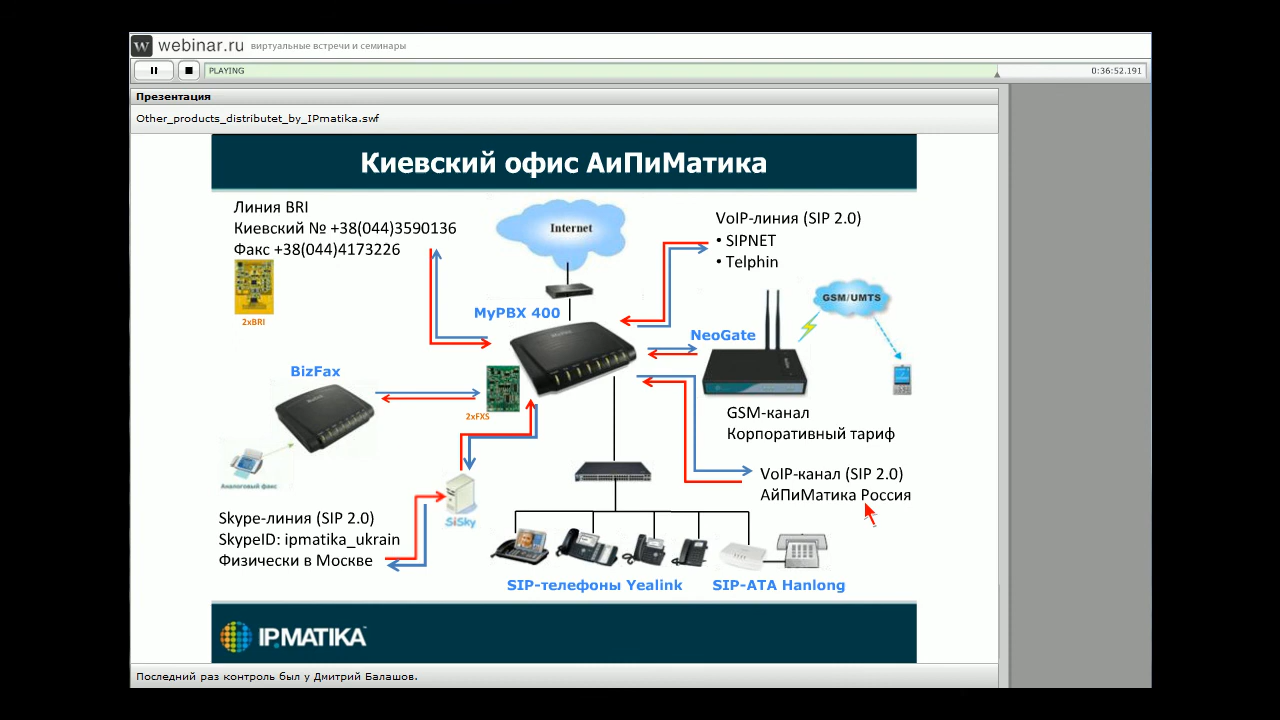 webinar.ru виртуальные встречи и семинары
PLAYING
0:36:52.191
Презентация
Other_products_distributet_by_IPmatika.swf
Киевский офис АиПиМатика
Линия BRI
Киевский № +38(044)3590136
Факс +38(044)4173226
2xBRI
Internet
VoIP-линия (SIP 2.0)
• SIPNET
• Telphin
MyPBX 400
NeoGate
GSM/UMTS
BizFax
2xFXS
GSM-канал
Корпоративный тариф
Аналоговый факс
VoIP-канал (SIP 2.0)
АйПиМатика Россия
SiSky
Skype-линия (SIP 2.0)
SkypeID: ipmatika_ukrain
Физически в Москве
SIP-телефоны Yealink
SIP-ATA Hanlong
IPMATIKA
Последний раз контроль был у Дмитрий Балашов.